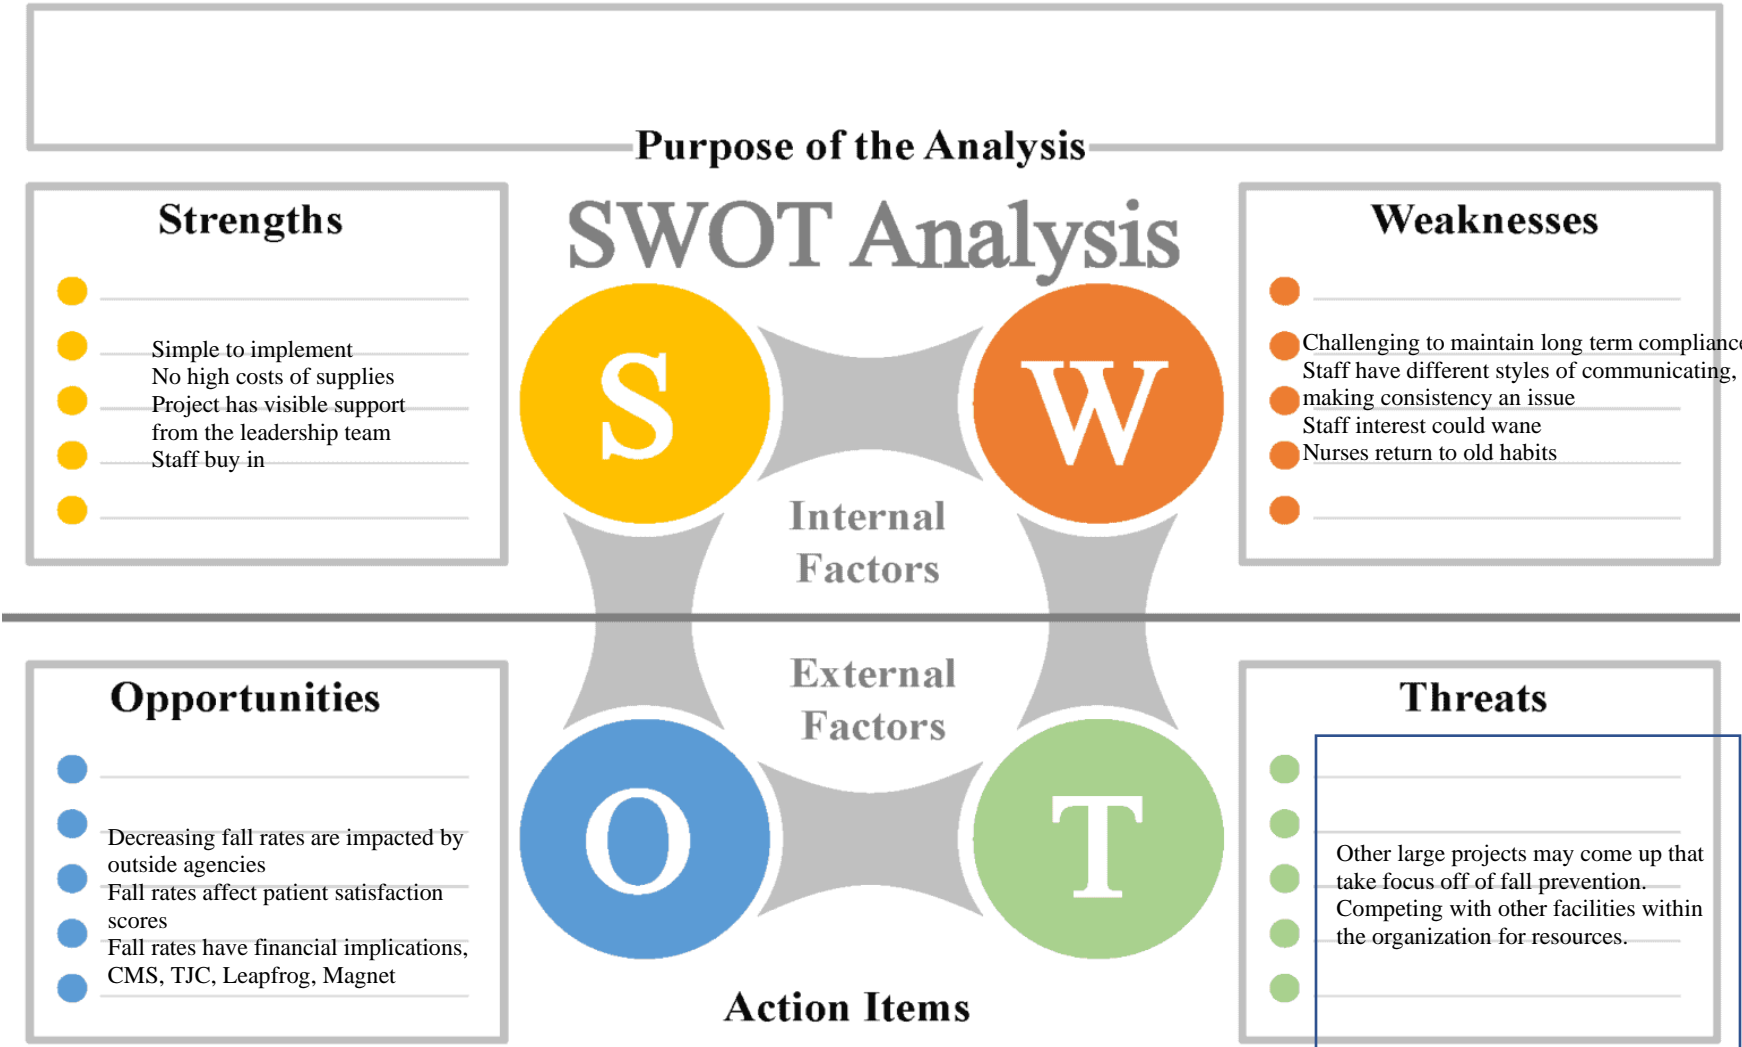 Purpose of the Analysis
SWOT Analysis
Strengths
Simple to implement
No high costs of supplies
Project has visible support
from the leadership team
Staff buy in
S
W
Weaknesses
Challenging to maintain long term compliance
Staff have different styles of communicating,
making consistency an issue
Staff interest could wane
Nurses return to old habits
Internal
Factors
External
Factors
Opportunities
Decreasing fall rates are impacted by
outside agencies
Fall rates affect patient satisfaction
scores
Fall rates have financial implications,
CMS, TJC, Leapfrog, Magnet
O
T
Threats
Other large projects may come up that
take focus off of fall prevention.
Competing with other facilities within
the organization for resources.
Action Items